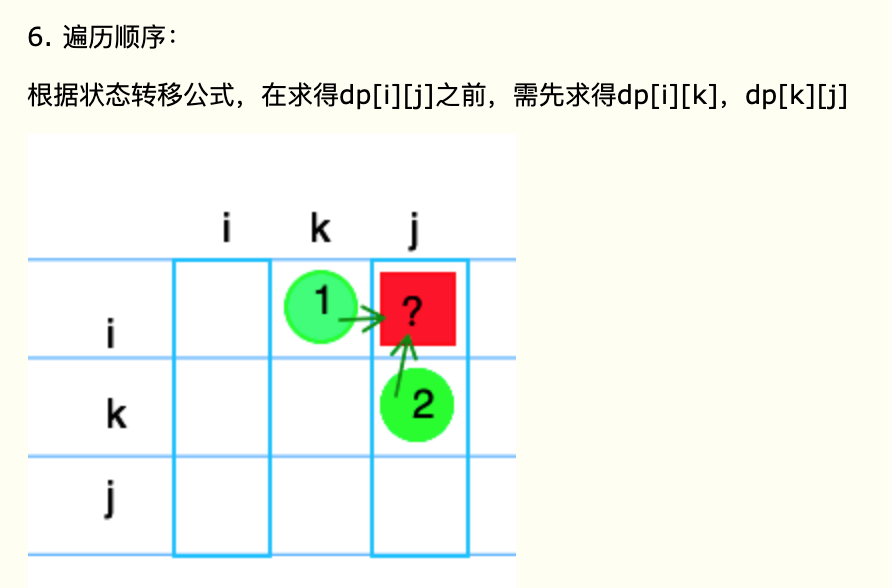 6. 遍历顺序：
根据状态转移公式，在求得dp[i][j]之前，需先求得dp[i][k]，dp[k][j]
i k j
i 1 ?
k 2
j